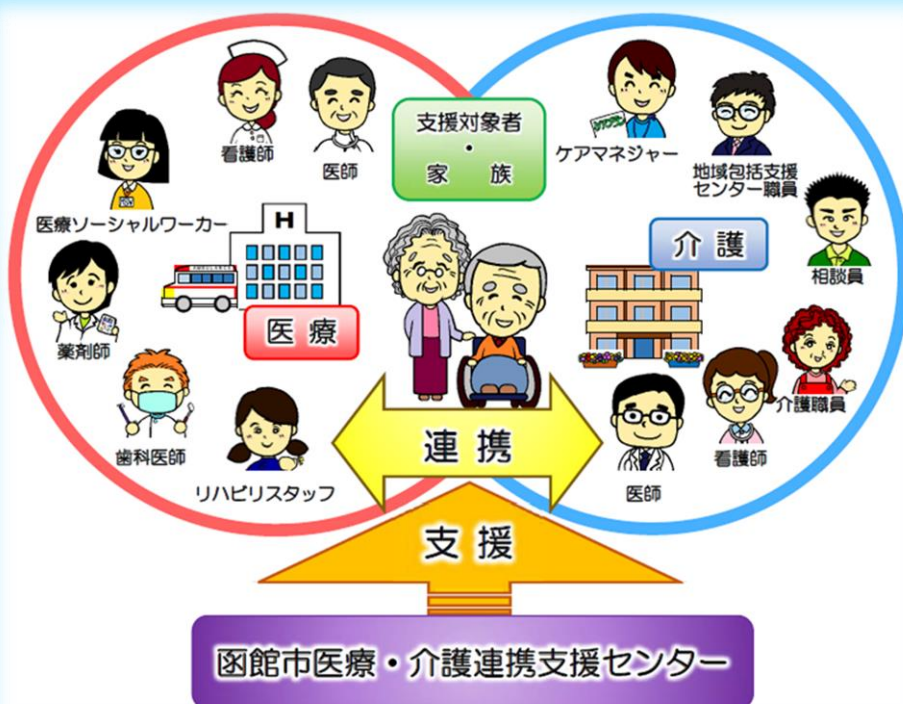 支援対象者
・
家 族
看護師
医師
医療ソーシャルワーカー
H
医療
薬剤師
歯科医師
リハビリスタッフ
ケアマネジャー
地域包括支援
センター職員
介護
相談員
介護職員
看護師
医師
連携
支援
函館市医療・介護連携支援センター